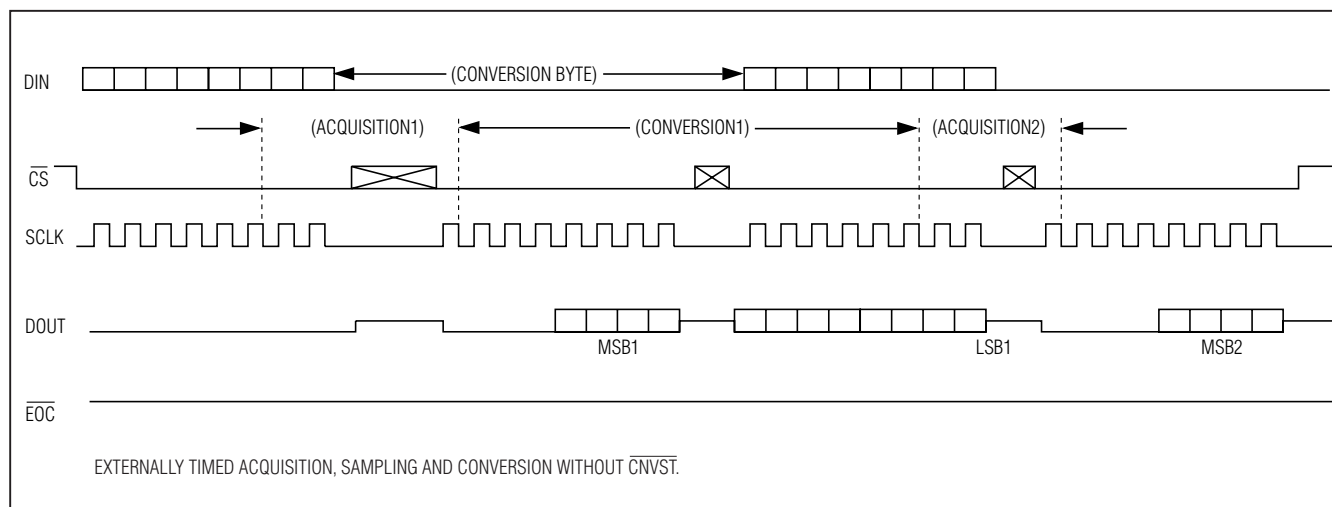 DIN
(CONVERSION BYTE)
(ACQUISITION1)
(CONVERSION1)
(ACQUISITION2)
CS
SCLK
DOUT
MSB1
LSB1
MSB2
EOC
EXTERNALLY TIMED ACQUISITION, SAMPLING AND CONVERSION WITHOUT CNVST.